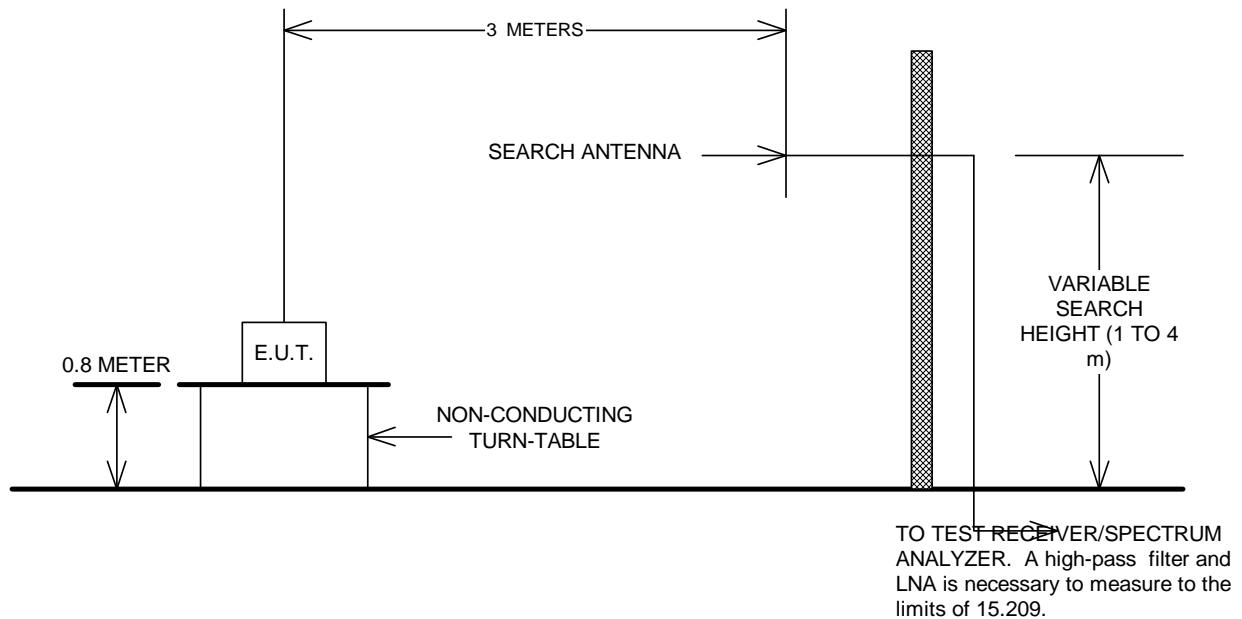 3 METERS
SEARCH ANTENNA
VARIABLE
SEARCH
HEIGHT (1 TO 4
m)
E.U.T.
0.8 METER
NON-CONDUCTING
TURN-TABLE
TO TEST RECEIVER/SPECTRUM
ANALYZER. A high-pass filter and
LNA is necessary to measure to the
limits of 15.209.